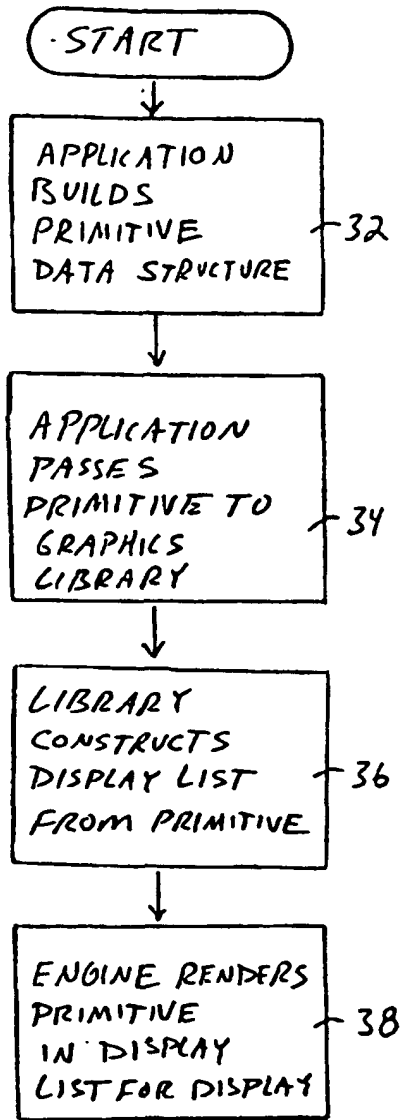 START
APPLICATION
BUILDS
PRIMITIVE
DATA STRUCTURE
32
APPLICATION
PASSES
PRIMITIVE TO
GRAPHICS
LIBRARY
34
LIBRARY
CONSTRUCTS
DISPLAY LIST
FROM PRIMITIVE
36
ENGINE RENDERS
PRIMITIVE
IN DISPLAY
LIST FOR DISPLAY
38